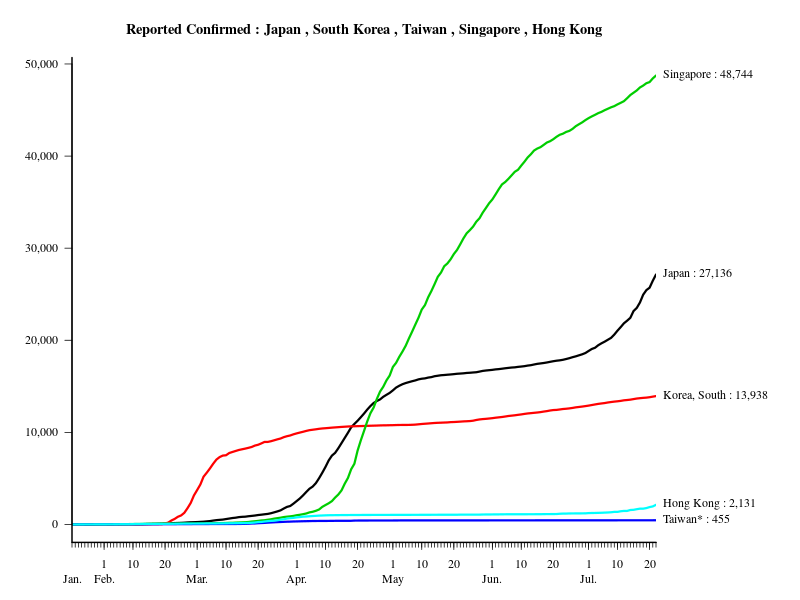 Reported Confirmed : Japan , South Korea , Taiwan , Singapore , Hong Kong
50,000
Singapore : 48,744
40,000
30,000
Japan : 27,136
20,000
Korea, South : 13,938
10,000
Hong Kong : 2,131
Taiwan* : 455
0
1 10 20 1 10 20 1 10 20 1 10 20 1 10 20 1 10 20
Jan. Feb. Mar. Apr. May Jun. Jul.